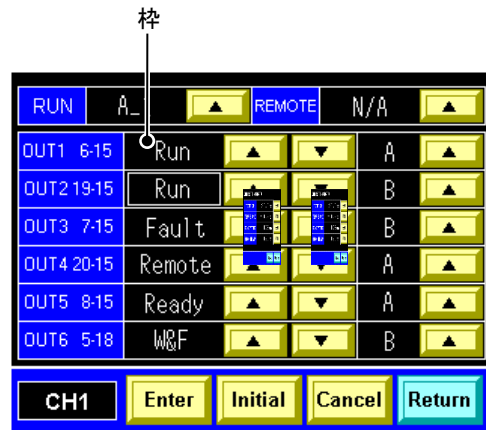 枠
RUN A_ ▲ REMOTE N/A ▲
OUT1 6-15 Run ▲ ▼ A ▲
OUT2 19-15 Run B ▲
OUT3 7-15 Fault B ▲
OUT4 20-15 Remote A ▲
OUT5 8-15 Ready ▲ ▼ A ▲
OUT6 5-18 W&F ▲ ▼ B ▲
CH1 Enter Initial Cancel Return